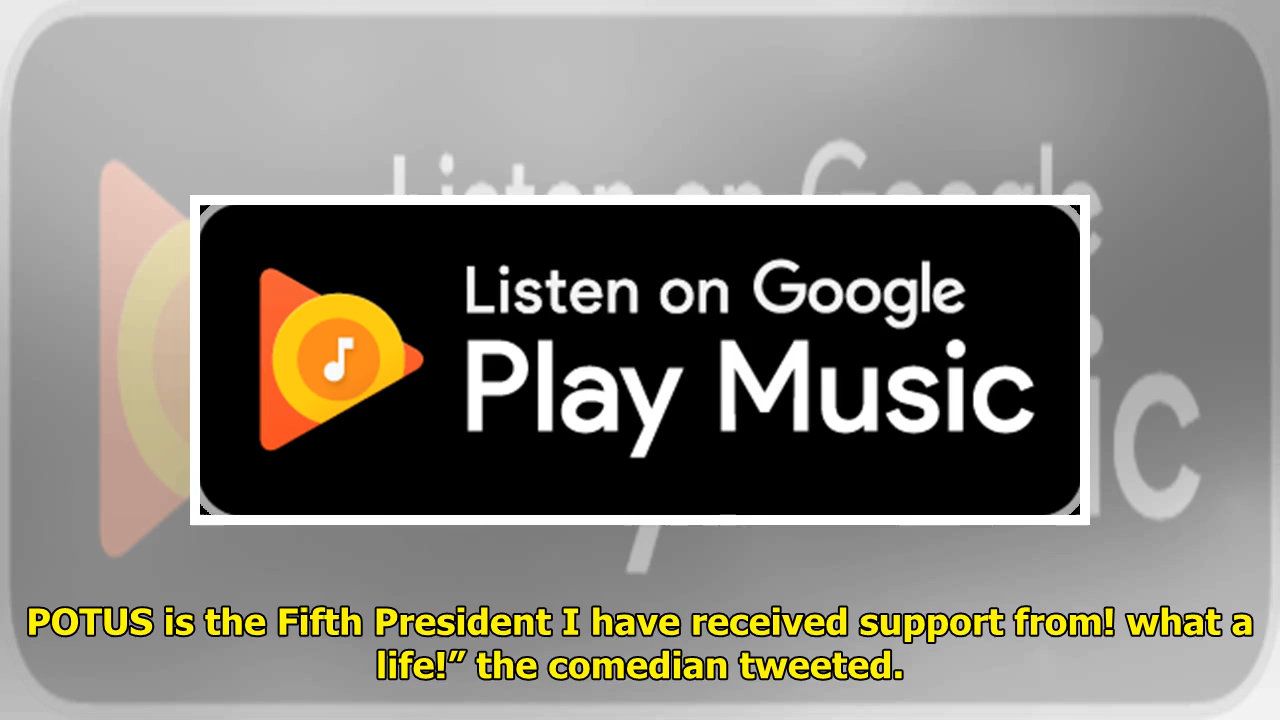 Listen on Google
Play Music
POTUS is the Fifth President I have received support from! what a
life!” the comedian tweeted.